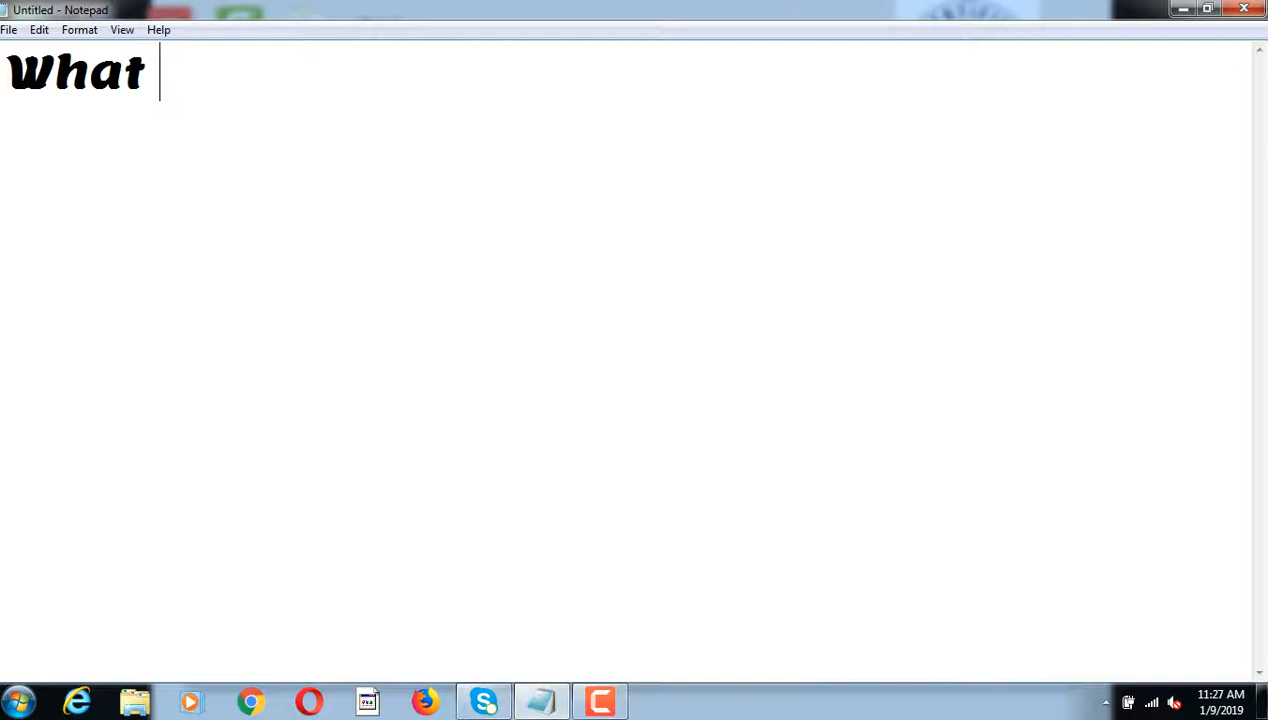 Untitled - Notepad
File Edit Format View Help
What
11:27 AM
1/9/2019